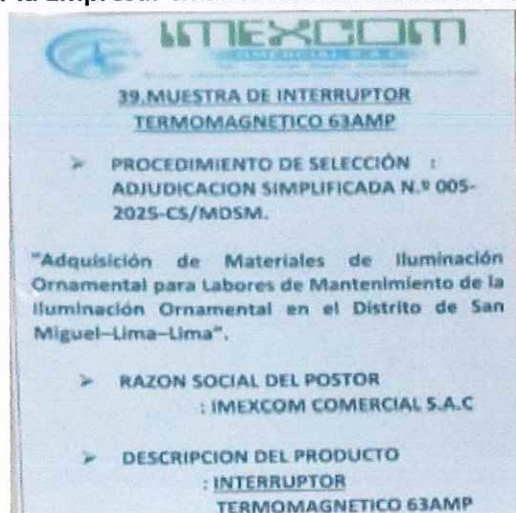 IMEXCOM
COMERCIAL S.A.C
39.MUESTRA DE INTERRUPTOR
TERMOMAGNETICO 63AMP
➢ PROCEDIMIENTO DE SELECCIÓN :
ADJUDICACION SIMPLIFICADA N.º 005-
2025-CS/MDSM.
"Adquisición de Materiales de Iluminación
Ornamental para Labores de Mantenimiento de la
Iluminación Ornamental en el Distrito de San
Miguel–Lima–Lima".
➢ RAZON SOCIAL DEL POSTOR
: IMEXCOM COMERCIAL S.A.C
➢ DESCRIPCION DEL PRODUCTO
: INTERRUPTOR
TERMOMAGNETICO 63AMP